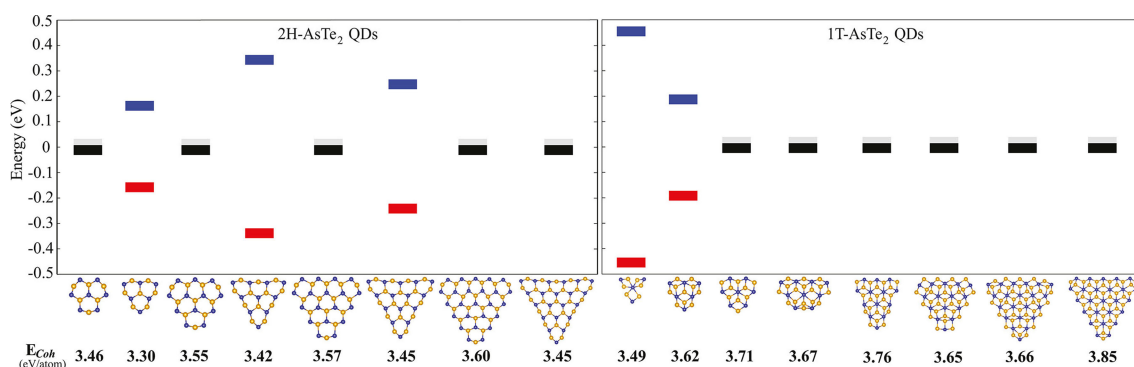 2H-AsTe₂ QDs
1T-AsTe₂ QDs
Energy (eV)
0.5
0.4
0.3
0.2
0.1
0
-0.1
-0.2
-0.3
-0.4
-0.5
E_Coh (eV/atom)
3.46 3.30 3.55 3.42 3.57 3.45 3.60 3.45 3.49 3.62 3.71 3.67 3.76 3.65 3.66 3.85